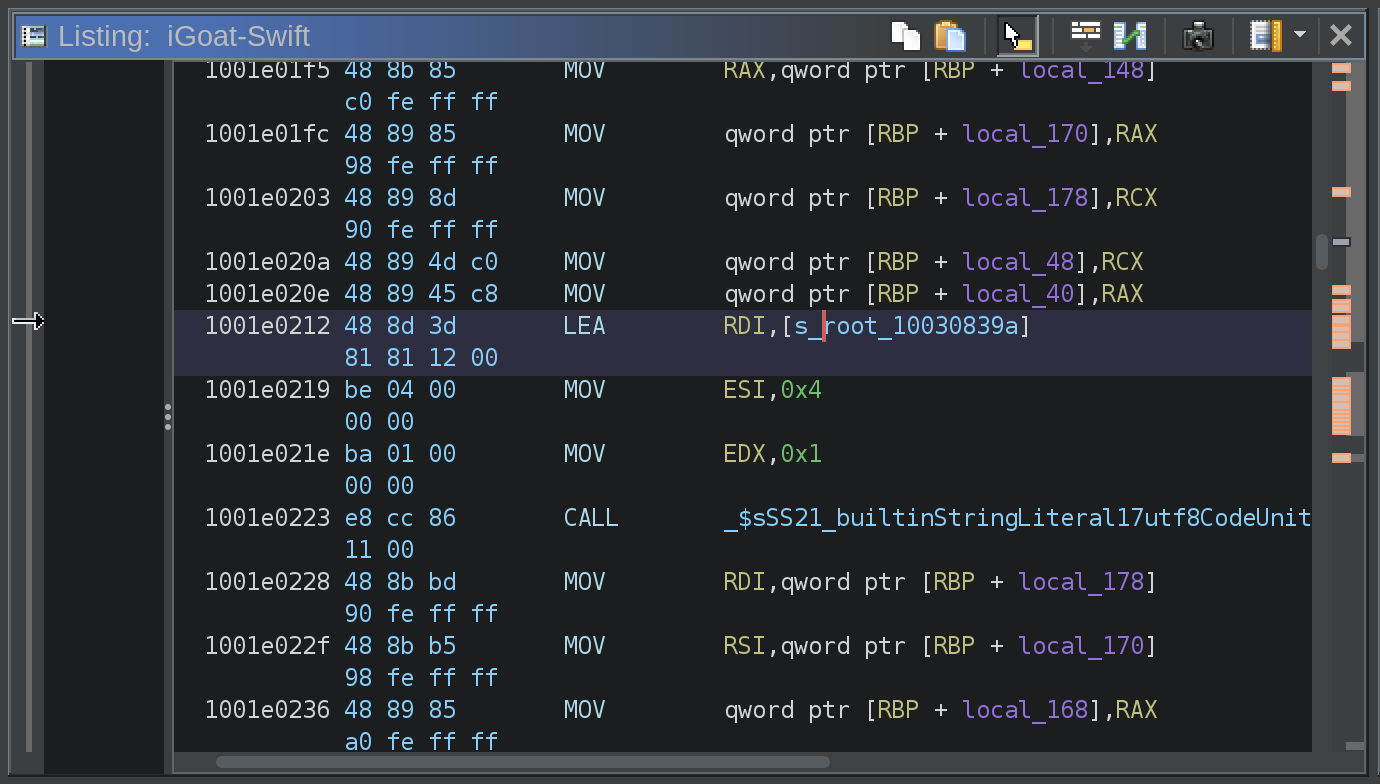 Listing: iGoat-Swift
1001e01f5 48 8b 85 MOV RAX,qword ptr [RBP + local_148]
c0 fe ff ff
1001e01fc 48 89 85 MOV qword ptr [RBP + local_170],RAX
98 fe ff ff
1001e0203 48 89 8d MOV qword ptr [RBP + local_178],RCX
90 fe ff ff
1001e020a 48 89 4d c0 MOV qword ptr [RBP + local_48],RCX
1001e020e 48 89 45 c8 MOV qword ptr [RBP + local_40],RAX
1001e0212 48 8d 3d LEA RDI,[s_root_10030839a]
81 81 12 00
1001e0219 be 04 00 MOV ESI,0x4
00 00
1001e021e ba 01 00 MOV EDX,0x1
00 00
1001e0223 e8 cc 86 CALL _$sSS21_builtinStringLiteral17utf8CodeUnit
11 00
1001e0228 48 8b bd MOV RDI,qword ptr [RBP + local_178]
90 fe ff ff
1001e022f 48 8b b5 MOV RSI,qword ptr [RBP + local_170]
98 fe ff ff
1001e0236 48 89 85 MOV qword ptr [RBP + local_168],RAX
a0 fe ff ff